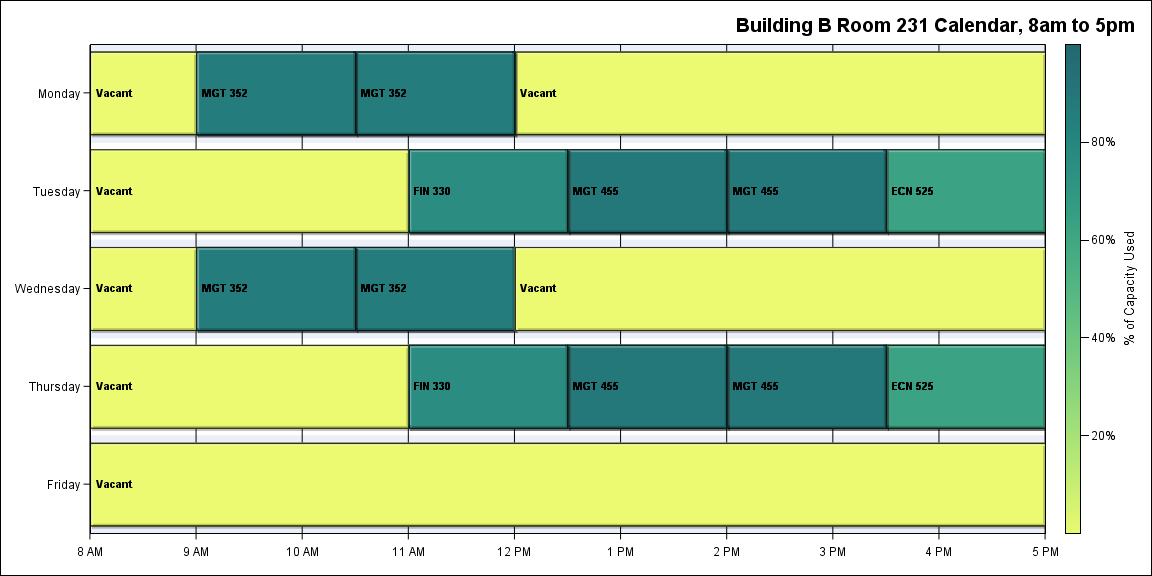 Building B Room 231 Calendar, 8am to 5pm
Monday Vacant MGT 352 MGT 352 Vacant
80%
Tuesday Vacant FIN 330 MGT 455 MGT 455 ECN 525
60%
% of Capacity Used
Wednesday Vacant MGT 352 MGT 352 Vacant
40%
Thursday Vacant FIN 330 MGT 455 MGT 455 ECN 525
20%
Friday Vacant
8 AM 9 AM 10 AM 11 AM 12 PM 1 PM 2 PM 3 PM 4 PM 5 PM